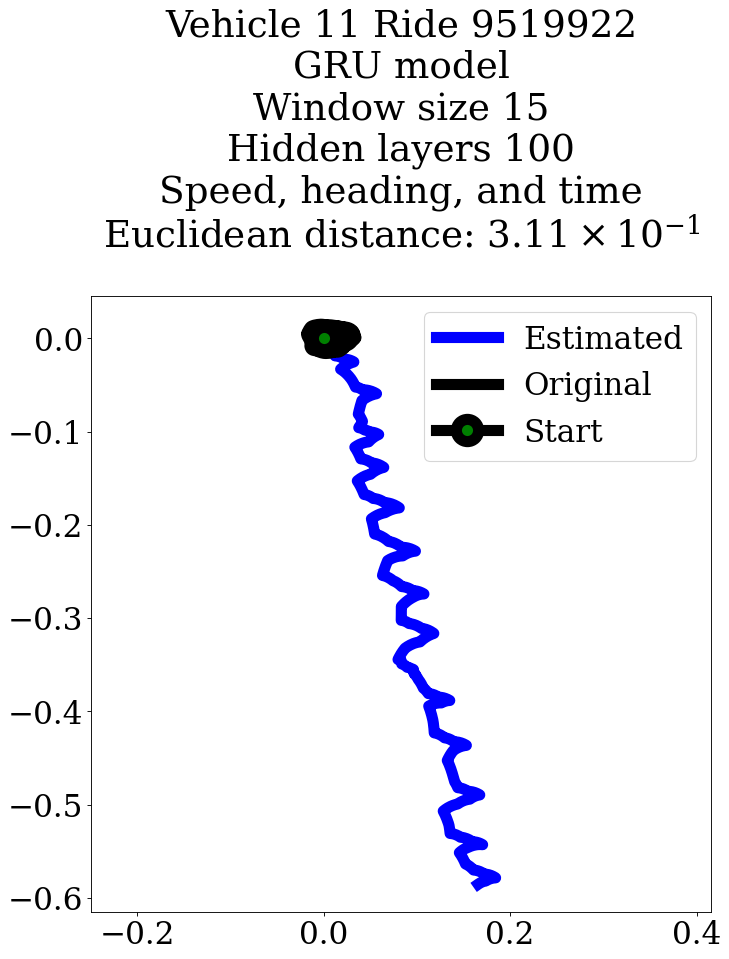 Vehicle 11 Ride 9519922
GRU model
Window size 15
Hidden layers 100
Speed, heading, and time
Euclidean distance: 3.11 × 10⁻¹
Estimated
Original
Start
0.0
−0.1
−0.2
−0.3
−0.4
−0.5
−0.6
−0.2 0.0 0.2 0.4